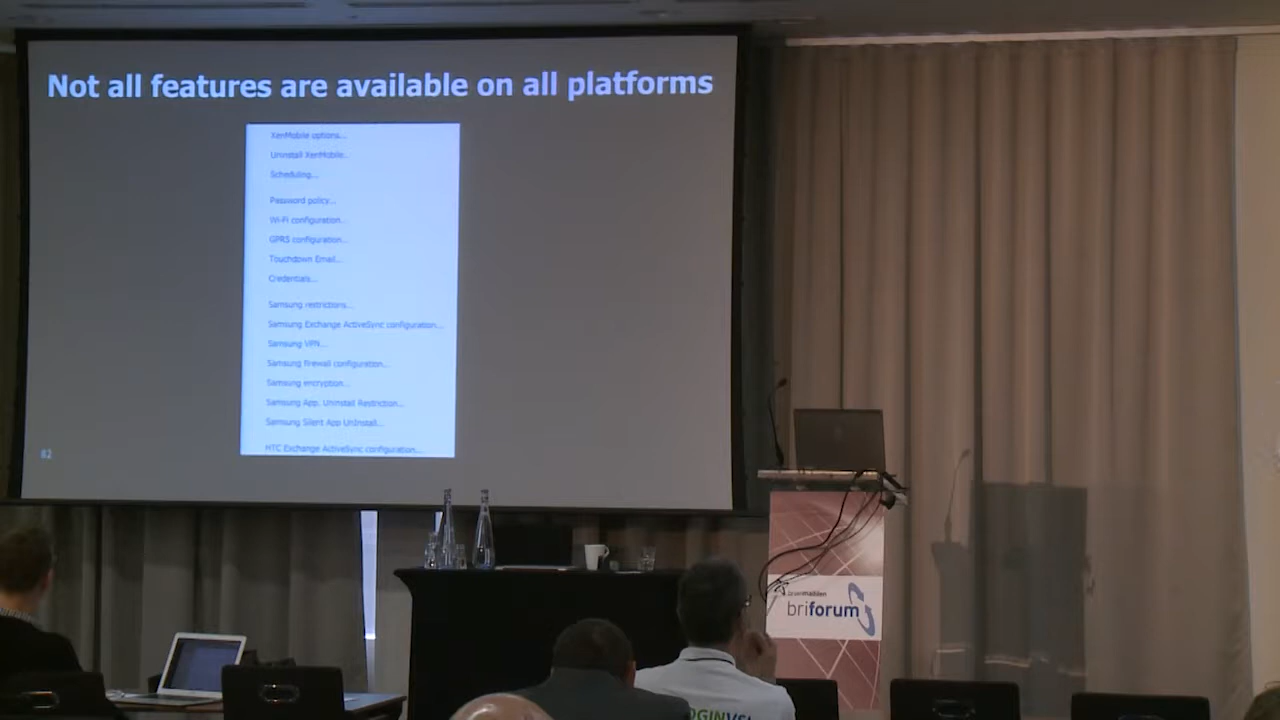 Not all features are available on all platforms
XenMobile options...
Uninstall XenMobile...
Scheduling...
Password policy...
Wi-Fi configuration...
GPRS configuration...
Touchdown Email...
Credentials...
Samsung restrictions...
Samsung Exchange ActiveSync configuration...
Samsung VPN...
Samsung firewall configuration...
Samsung encryption...
Samsung App. Uninstall Restriction...
Samsung Silent App UnInstall...
HTC Exchange ActiveSync configuration...
82
brianmadden
briforum
GINVSI